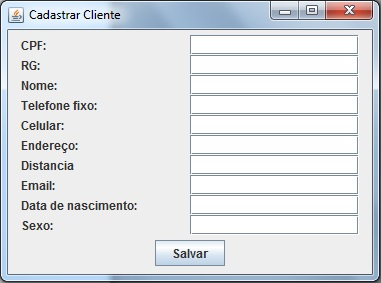 Cadastrar Cliente
CPF:
RG:
Nome:
Telefone fixo:
Celular:
Endereço:
Distancia
Email:
Data de nascimento:
Sexo:
Salvar